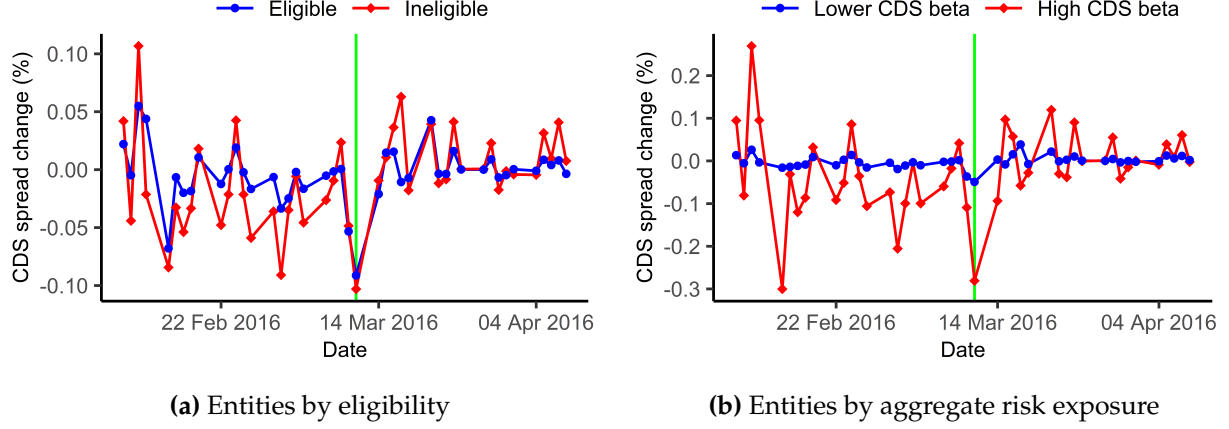 Eligible Ineligible
CDS spread change (%)
0.10
0.05
0.00
-0.05
-0.10
22 Feb 2016 14 Mar 2016 04 Apr 2016
Date
(a) Entities by eligibility
Lower CDS beta High CDS beta
CDS spread change (%)
0.2
0.1
0.0
-0.1
-0.2
-0.3
22 Feb 2016 14 Mar 2016 04 Apr 2016
Date
(b) Entities by aggregate risk exposure